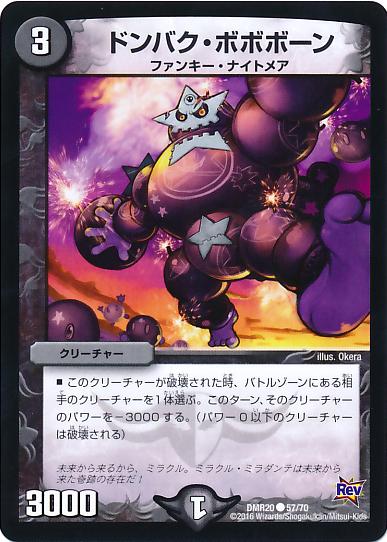 3
ドンバク・ボボボーン
ファンキー・ナイトメア
クリーチャー
illus. Okera
■ このクリーチャーが破壊された時、バトルゾーンにある相
手のクリーチャーを1体選ぶ。このターン、そのクリーチャー
のパワーを-3000する。(パワー0以下のクリーチャー
は破壊される)
未来から来るから、ミラクル。ミラクル・ミラダンテは未来から来
た奇跡の存在だ!
3000
1
Rev
DMR20 ● 57/70
©2016 Wizards/Shogakukan/Mitsui-Kids